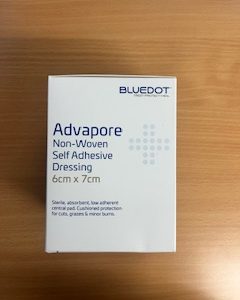 BLUEDOT
Advapore
Non-Woven
Self Adhesive
Dressing
6cm x 7cm
Sterile, absorbent, low adherent
central pad. Cushioned protection
for cuts, grazes & minor burns.